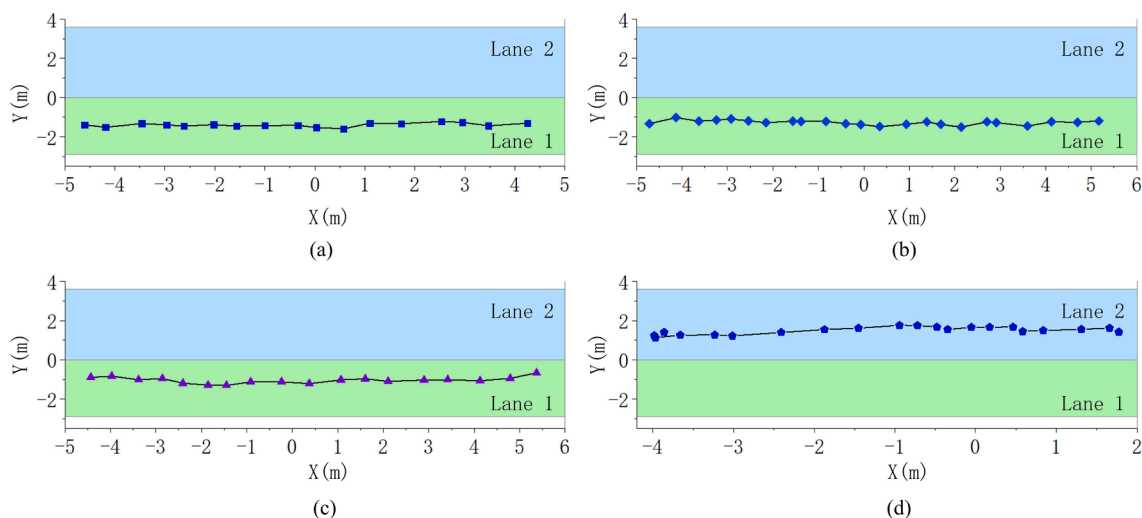 4
2
0
-2
Y(m)
Lane 2
Lane 1
-5 -4 -3 -2 -1 0 1 2 3 4 5
X(m)
(a)
4
2
0
-2
Y(m)
Lane 2
Lane 1
-5 -4 -3 -2 -1 0 1 2 3 4 5 6
X(m)
(b)
4
2
0
-2
Y(m)
Lane 2
Lane 1
-5 -4 -3 -2 -1 0 1 2 3 4 5 6
X(m)
(c)
4
2
0
-2
Y(m)
Lane 2
Lane 1
-4 -3 -2 -1 0 1 2
X(m)
(d)